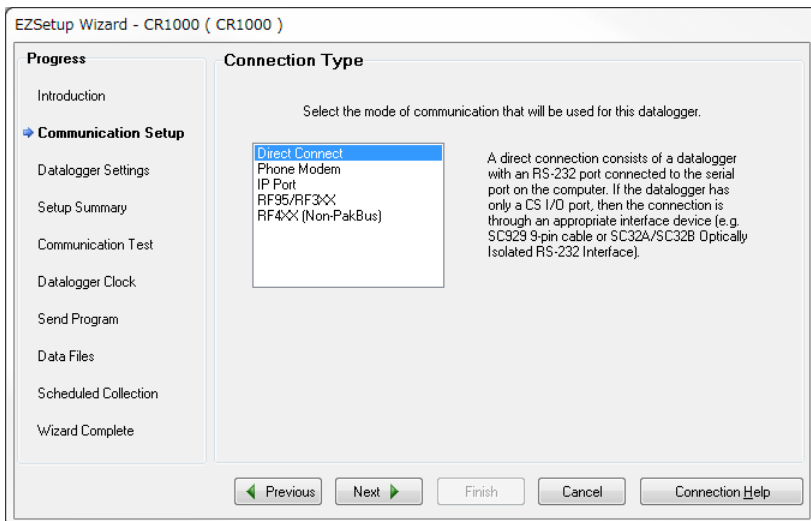 EZSetup Wizard - CR1000 ( CR1000 )
Progress
Introduction
Communication Setup
Datalogger Settings
Setup Summary
Communication Test
Datalogger Clock
Send Program
Data Files
Scheduled Collection
Wizard Complete
Connection Type
Select the mode of communication that will be used for this datalogger.
Direct Connect
Phone Modem
IP Port
RF95/RF3XX
RF4XX (Non-PakBus)
A direct connection consists of a datalogger
with an RS-232 port connected to the serial
port on the computer. If the datalogger has
only a CS I/O port, then the connection is
through an appropriate interface device (e.g.
SC929 9-pin cable or SC32A/SC32B Optically
Isolated RS-232 Interface).
Previous
Next
Finish
Cancel
Connection Help